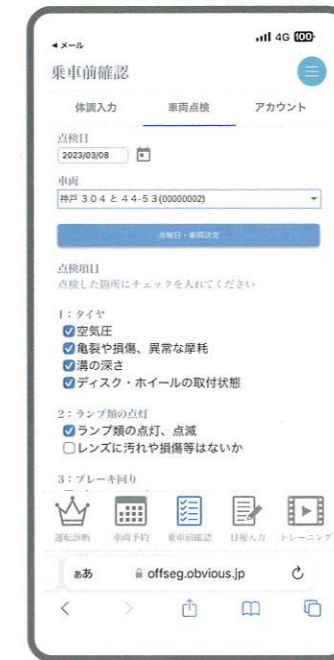 ◀メール
4G 100
乗車前確認
体調入力 車両点検 アカウント
点検日
2023/03/08
車両
神戸 304 と 44-53(00000002)
点検日・車両決定
点検項目
点検した箇所にチェックを入れてください
1:タイヤ
空気圧
亀裂や損傷、異常な摩耗
溝の深さ
ディスク・ホイールの取付状態
2:ランプ類の点灯
ランプ類の点灯、点滅
レンズに汚れや損傷等はないか
3:ブレーキ回り
運転診断 車両予約 乗車前確認 日報入力 トレーニング
ああ offseg.obvious.jp